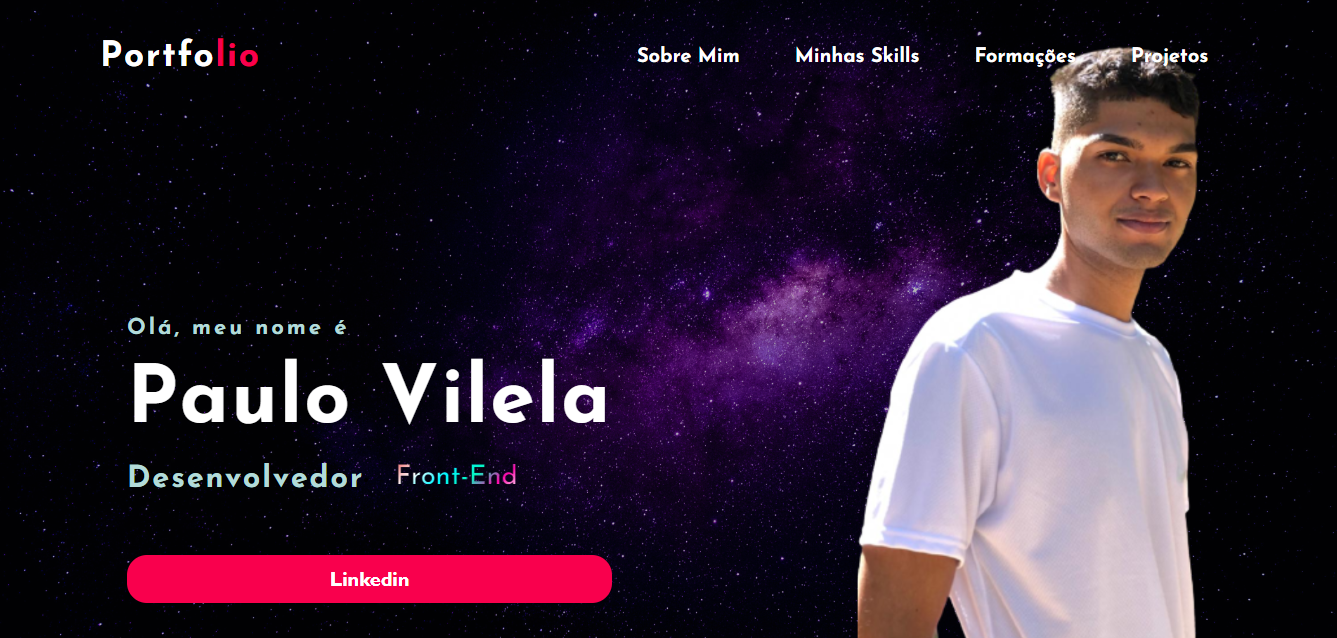 Portfolio
Sobre Mim Minhas Skills Formações Projetos
Olá, meu nome é
Paulo Vilela
Desenvolvedor Front-End
Linkedin